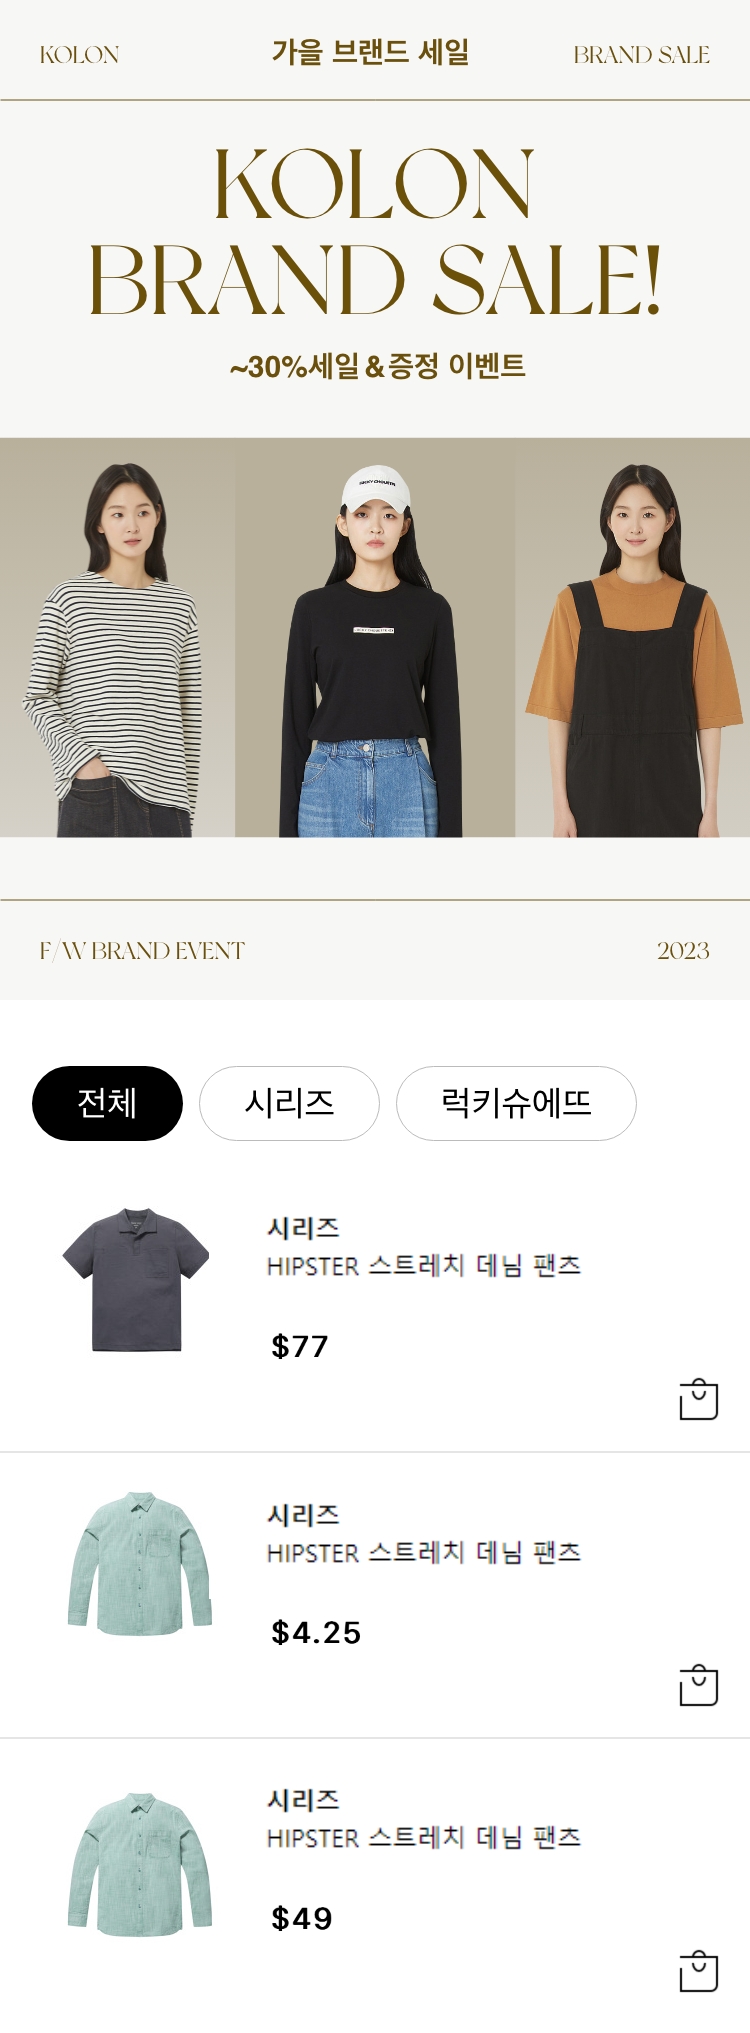 KOLON
가을 브랜드 세일
BRAND SALE
KOLON
BRAND SALE!
~30%세일&증정 이벤트
F/W BRAND EVENT
2023
전체
시리즈
럭키슈에뜨
시리즈
HIPSTER 스트레치 데님 팬츠
$77
시리즈
HIPSTER 스트레치 데님 팬츠
$4.25
시리즈
HIPSTER 스트레치 데님 팬츠
$49